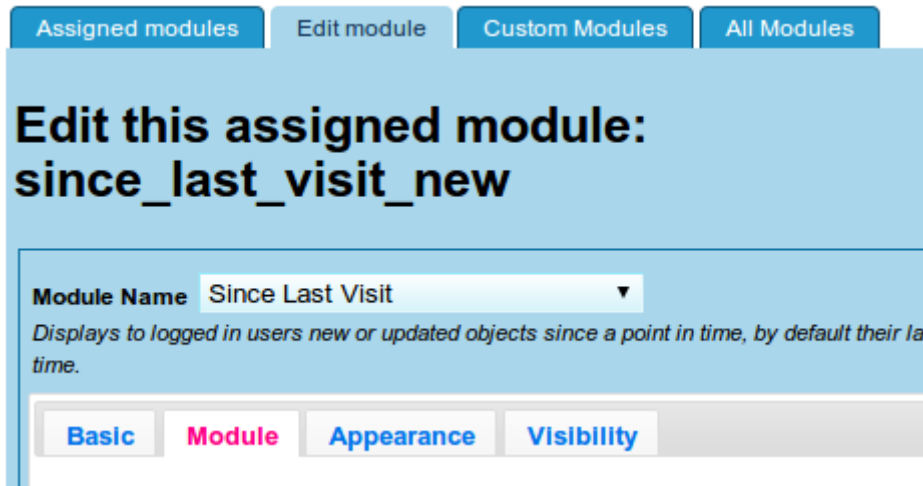 Assigned modules Edit module Custom Modules All Modules
Edit this assigned module:
since_last_visit_new
Module Name Since Last Visit
Displays to logged in users new or updated objects since a point in time, by default their
time.
Basic Module Appearance Visibility